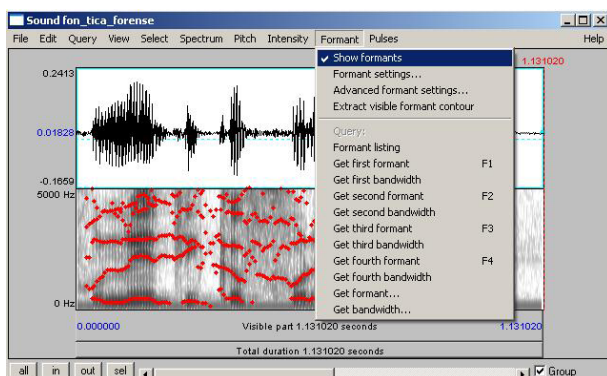 Sound fon_tica_forense
File Edit Query View Select Spectrum Pitch Intensity Formant Pulses Help
Show formants
Formant settings...
Advanced formant settings...
Extract visible formant contour
Query:
Formant listing
Get first formant F1
Get first bandwidth
Get second formant F2
Get second bandwidth
Get third formant F3
Get third bandwidth
Get fourth formant F4
Get fourth bandwidth
Get formant...
Get bandwidth...
1.131020
0.2413
0.01828
-0.1659
5000 Hz
0 Hz
0.000000 Visible part 1.131020 seconds 1.131020
Total duration 1.131020 seconds
all in out sel Group